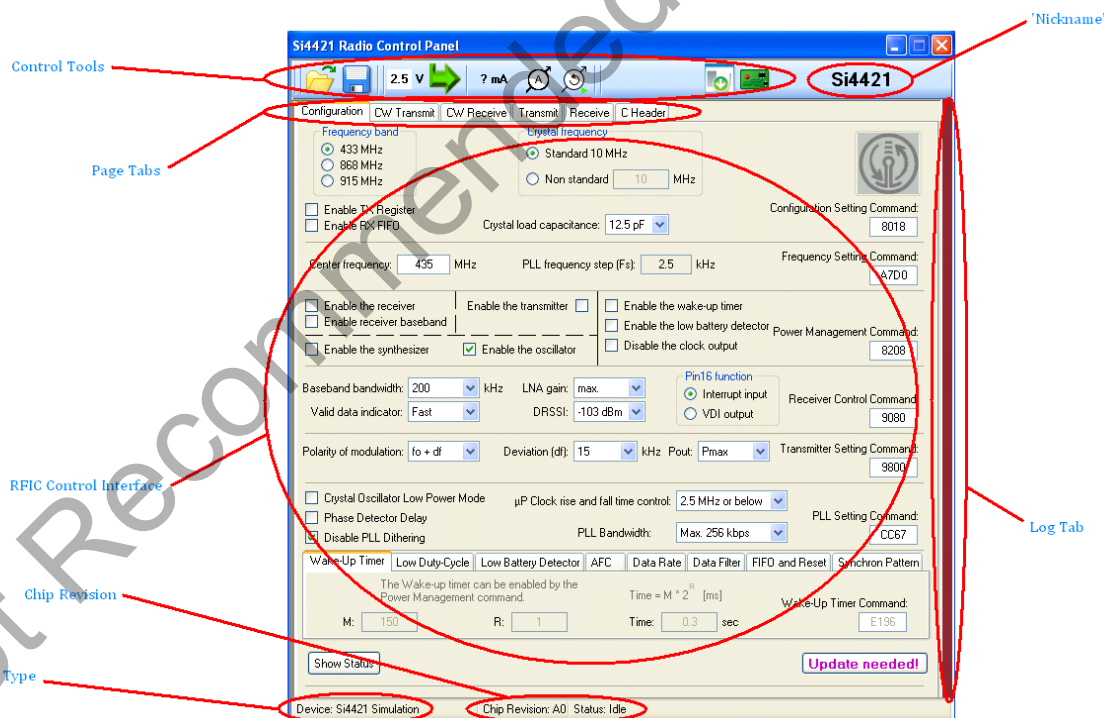 'Nickname'
Control Tools
Page Tabs
RFIC Control Interface
Chip Revision
Type
Log Tab
Si4421 Radio Control Panel
2.5 V ? mA A Si4421
Configuration CW Transmit CW Receive Transmit Receive C Header
Frequency band Crystal frequency
433 MHz Standard 10 MHz
868 MHz
915 MHz Non standard 10 MHz
Enable TX Register Configuration Setting Command:
Enable RX FIFO Crystal load capacitance: 12.5 pF 8018
Center frequency: 435 MHz PLL frequency step (Fs): 2.5 kHz Frequency Setting Command:
A7D0
Enable the receiver Enable the transmitter Enable the wake-up timer
Enable receiver baseband Enable the low battery detector Power Management Command:
Enable the synthesizer Enable the oscillator Disable the clock output 8208
Pin16 function
Baseband bandwidth: 200 kHz LNA gain: max. Interrupt input Receiver Control Command
Valid data indicator: Fast DRSSI: -103 dBm VDI output 9080
Polarity of modulation: fo + df Deviation (df): 15 kHz Pout: Pmax Transmitter Setting Command:
9800
Crystal Oscillator Low Power Mode µP Clock rise and fall time control: 2.5 MHz or below
Phase Detector Delay PLL Setting Command:
Disable PLL Dithering PLL Bandwidth: Max. 256 kbps CC67
Wake-Up Timer Low Duty-Cycle Low Battery Detector AFC Data Rate Data Filter FIFO and Reset Synchron Pattern
The Wake-up timer can be enabled by the
Power Management command. Time = M * 2^R [ms] Wake-Up Timer Command:
M: 150 R: 1 Time: 0.3 sec E196
Show Status Update needed!
Device: Si4421 Simulation Chip Revision: A0 Status: Idle
ot Recommended